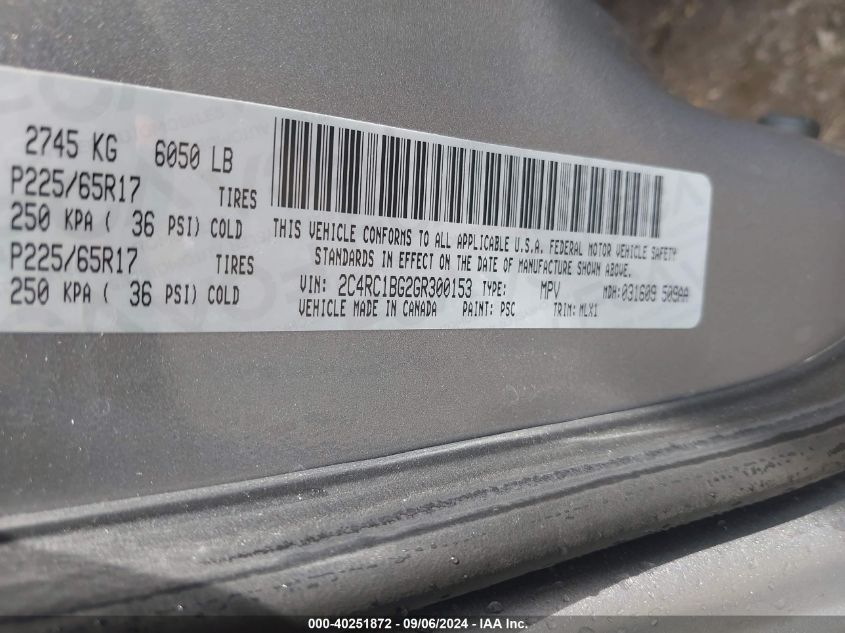 2745 KG 6050 LB
P225/65R17 TIRES
250 KPA ( 36 PSI) COLD
P225/65R17 TIRES
250 KPA ( 36 PSI) COLD
THIS VEHICLE CONFORMS TO ALL APPLICABLE U.S.A. FEDERAL MOTOR VEHICLE SAFETY
STANDARDS IN EFFECT ON THE DATE OF MANUFACTURE SHOWN ABOVE.
VIN: 2C4RC1BG2GR300153 TYPE: MPV MDH:031609 509AA
VEHICLE MADE IN CANADA PAINT: PSC TRIM: MLX1
000-40251872 - 09/06/2024 - IAA Inc.